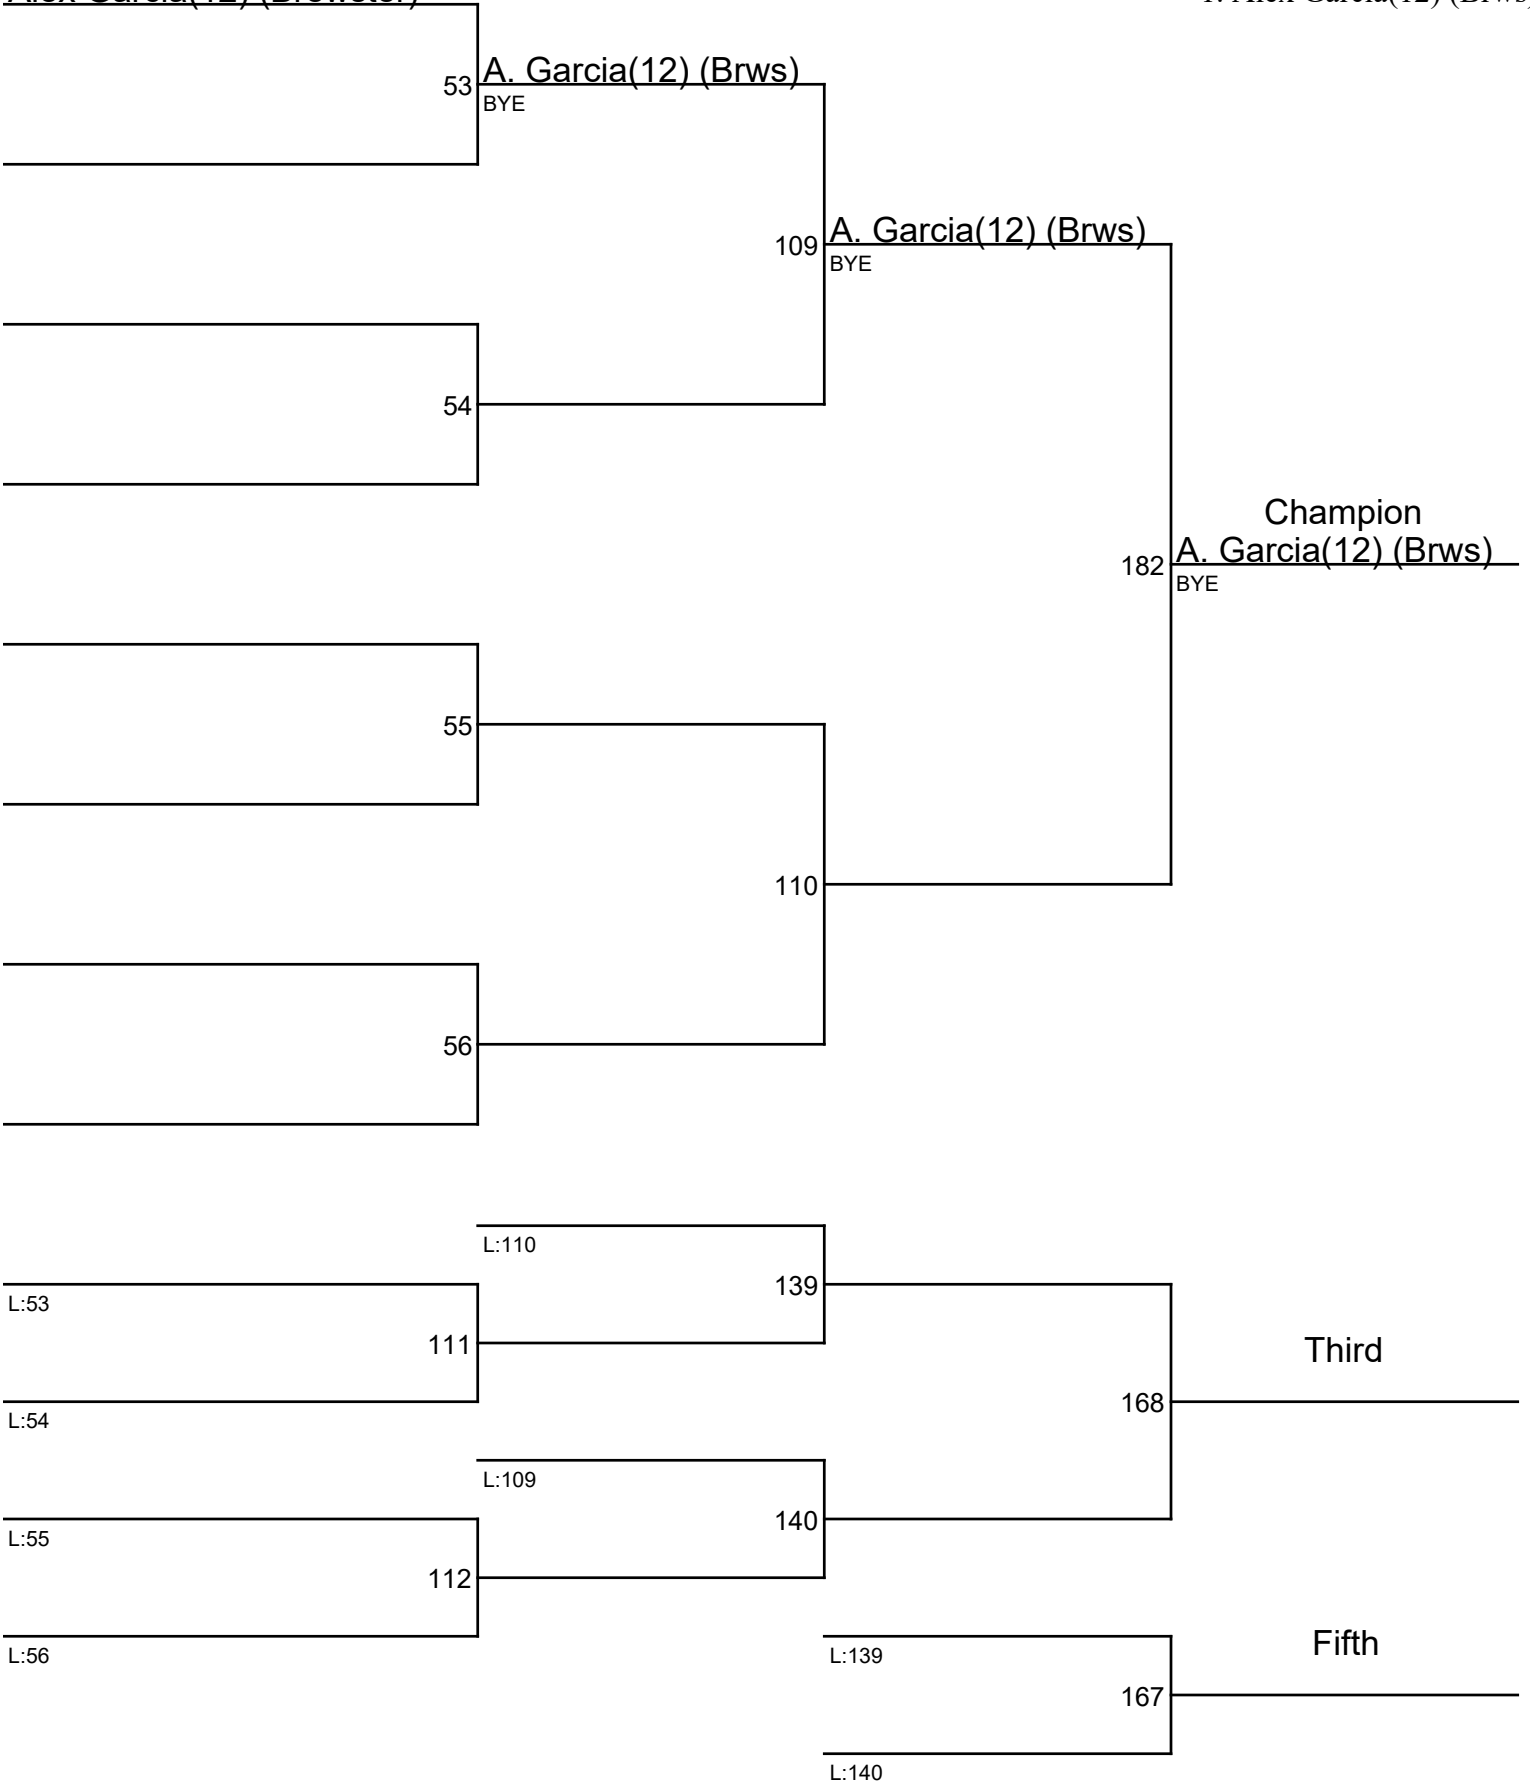 Alex Garcia(12) (Brewster)
1. Alex Garcia(12) (Brws)
53
A. Garcia(12) (Brws)
BYE
109
A. Garcia(12) (Brws)
BYE
54
Champion
182
A. Garcia(12) (Brws)
BYE
55
110
56
L:110
139
L:53
111
Third
L:54
168
L:109
140
L:55
112
Fifth
L:56
L:139
167
L:140